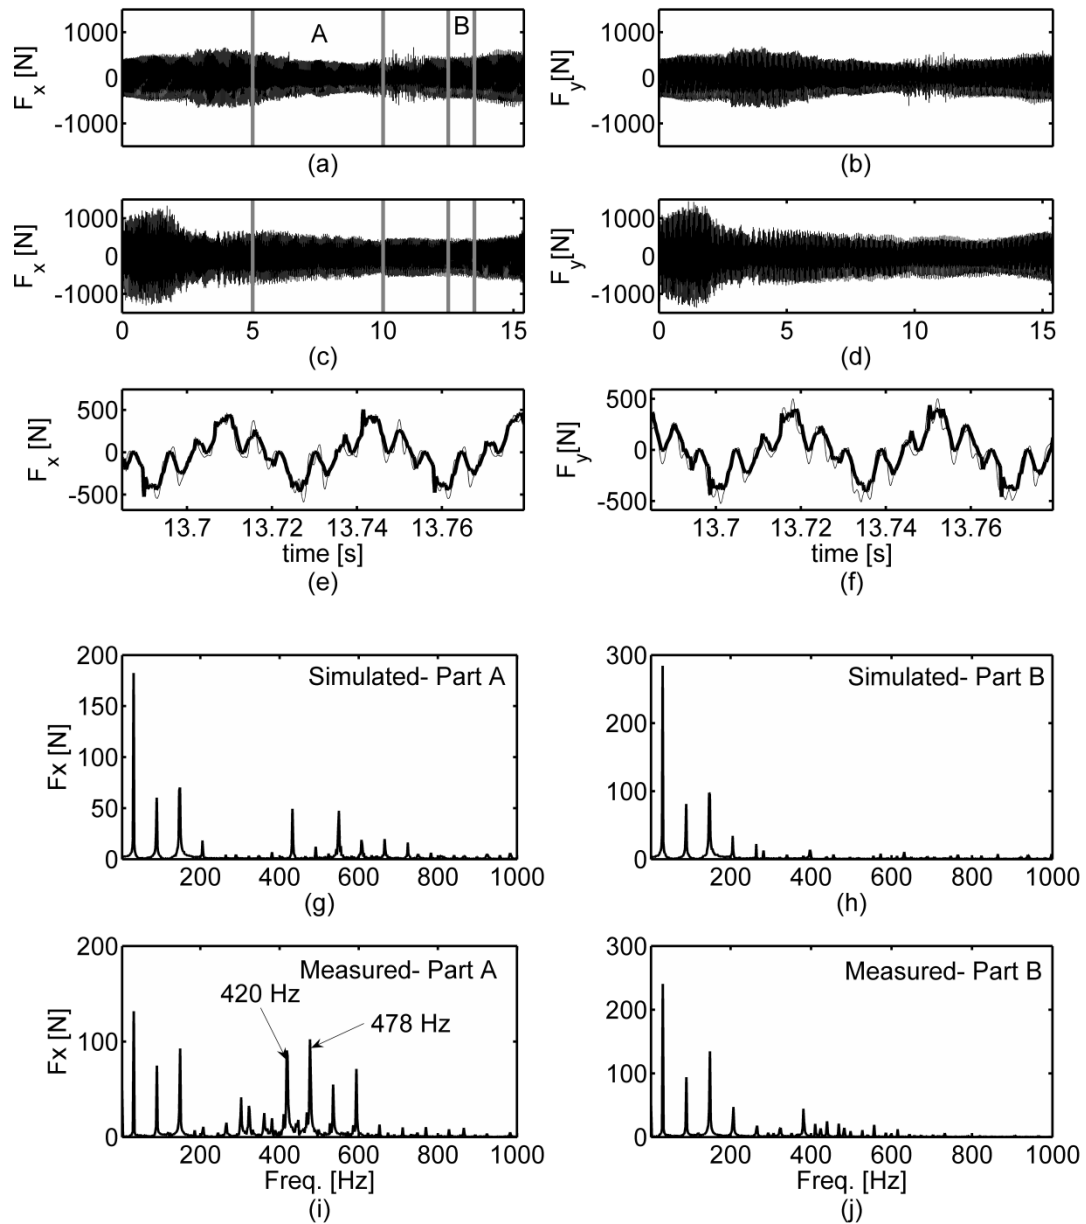 1000
0
-1000
F_x [N]
A
B
(a)
1000
0
-1000
F_y[N]
(b)
1000
0
-1000
F_x [N]
0 5 10 15
(c)
1000
0
-1000
F_y[N]
0 5 10 15
(d)
500
0
-500
F_x [N]
13.7 13.72 13.74 13.76
time [s]
(e)
500
0
-500
F_y[N]
13.7 13.72 13.74 13.76
time [s]
(f)
200
150
100
50
0
Fx [N]
Simulated- Part A
200 400 600 800 1000
(g)
300
200
100
0
Simulated- Part B
200 400 600 800 1000
(h)
200
100
0
Fx [N]
Measured- Part A
420 Hz
478 Hz
200 400 600 800 1000
Freq. [Hz]
(i)
300
200
100
0
Measured- Part B
200 400 600 800 1000
Freq. [Hz]
(j)